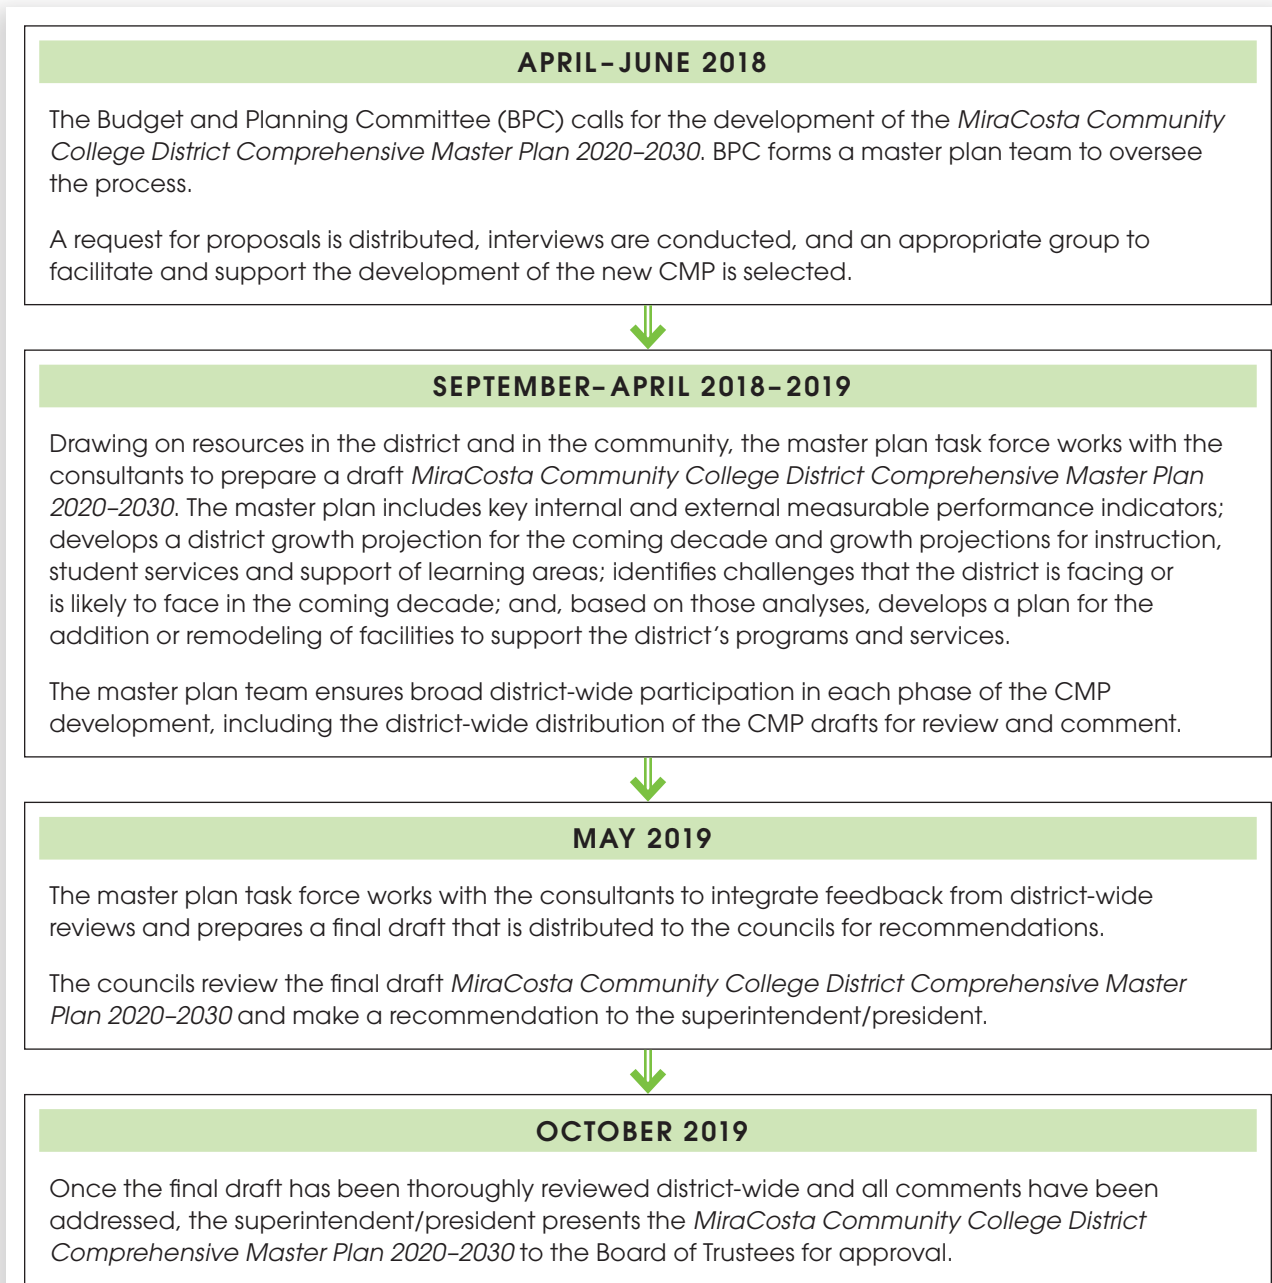 APRIL–JUNE 2018
The Budget and Planning Committee (BPC) calls for the development of the MiraCosta Community
College District Comprehensive Master Plan 2020–2030. BPC forms a master plan team to oversee
the process.
A request for proposals is distributed, interviews are conducted, and an appropriate group to
facilitate and support the development of the new CMP is selected.
SEPTEMBER–APRIL 2018–2019
Drawing on resources in the district and in the community, the master plan task force works with the
consultants to prepare a draft MiraCosta Community College District Comprehensive Master Plan
2020–2030. The master plan includes key internal and external measurable performance indicators;
develops a district growth projection for the coming decade and growth projections for instruction,
student services and support of learning areas; identifies challenges that the district is facing or
is likely to face in the coming decade; and, based on those analyses, develops a plan for the
addition or remodeling of facilities to support the district's programs and services.
The master plan team ensures broad district-wide participation in each phase of the CMP
development, including the district-wide distribution of the CMP drafts for review and comment.
MAY 2019
The master plan task force works with the consultants to integrate feedback from district-wide
reviews and prepares a final draft that is distributed to the councils for recommendations.
The councils review the final draft MiraCosta Community College District Comprehensive Master
Plan 2020–2030 and make a recommendation to the superintendent/president.
OCTOBER 2019
Once the final draft has been thoroughly reviewed district-wide and all comments have been
addressed, the superintendent/president presents the MiraCosta Community College District
Comprehensive Master Plan 2020–2030 to the Board of Trustees for approval.